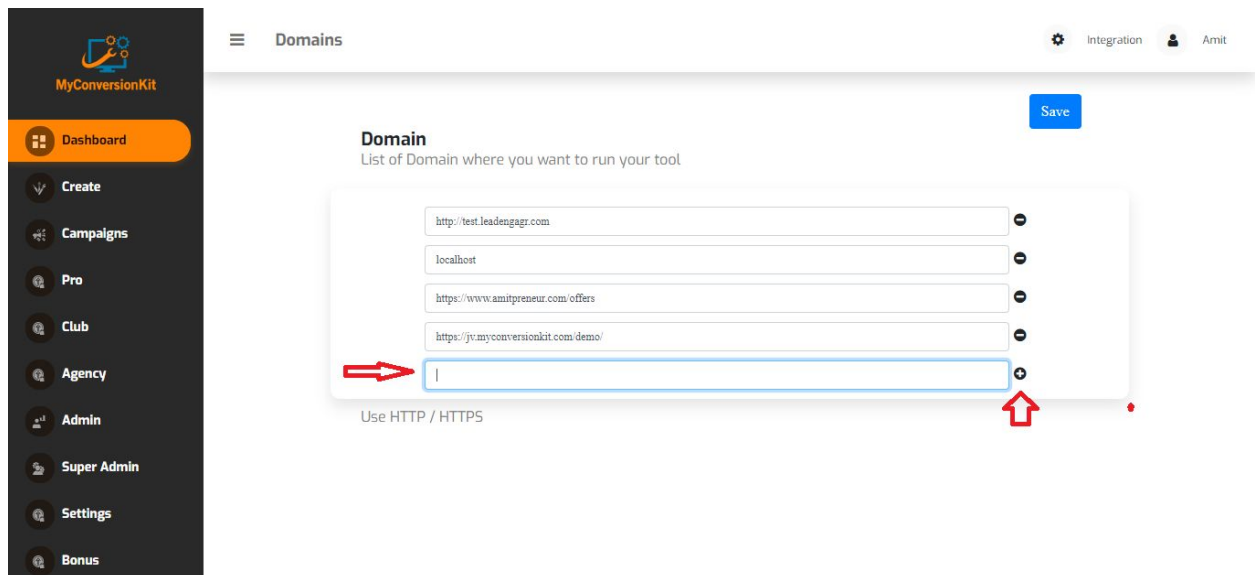 MyConversionKit
Dashboard
Create
Campaigns
Pro
Club
Agency
Admin
Super Admin
Settings
Bonus
Domains
Integration
Amit
Save
Domain
List of Domain where you want to run your tool
http://test.leadengagr.com
localhost
https://www.amitpreneur.com/offers
https://jv.myconversionkit.com/demo/
Use HTTP / HTTPS